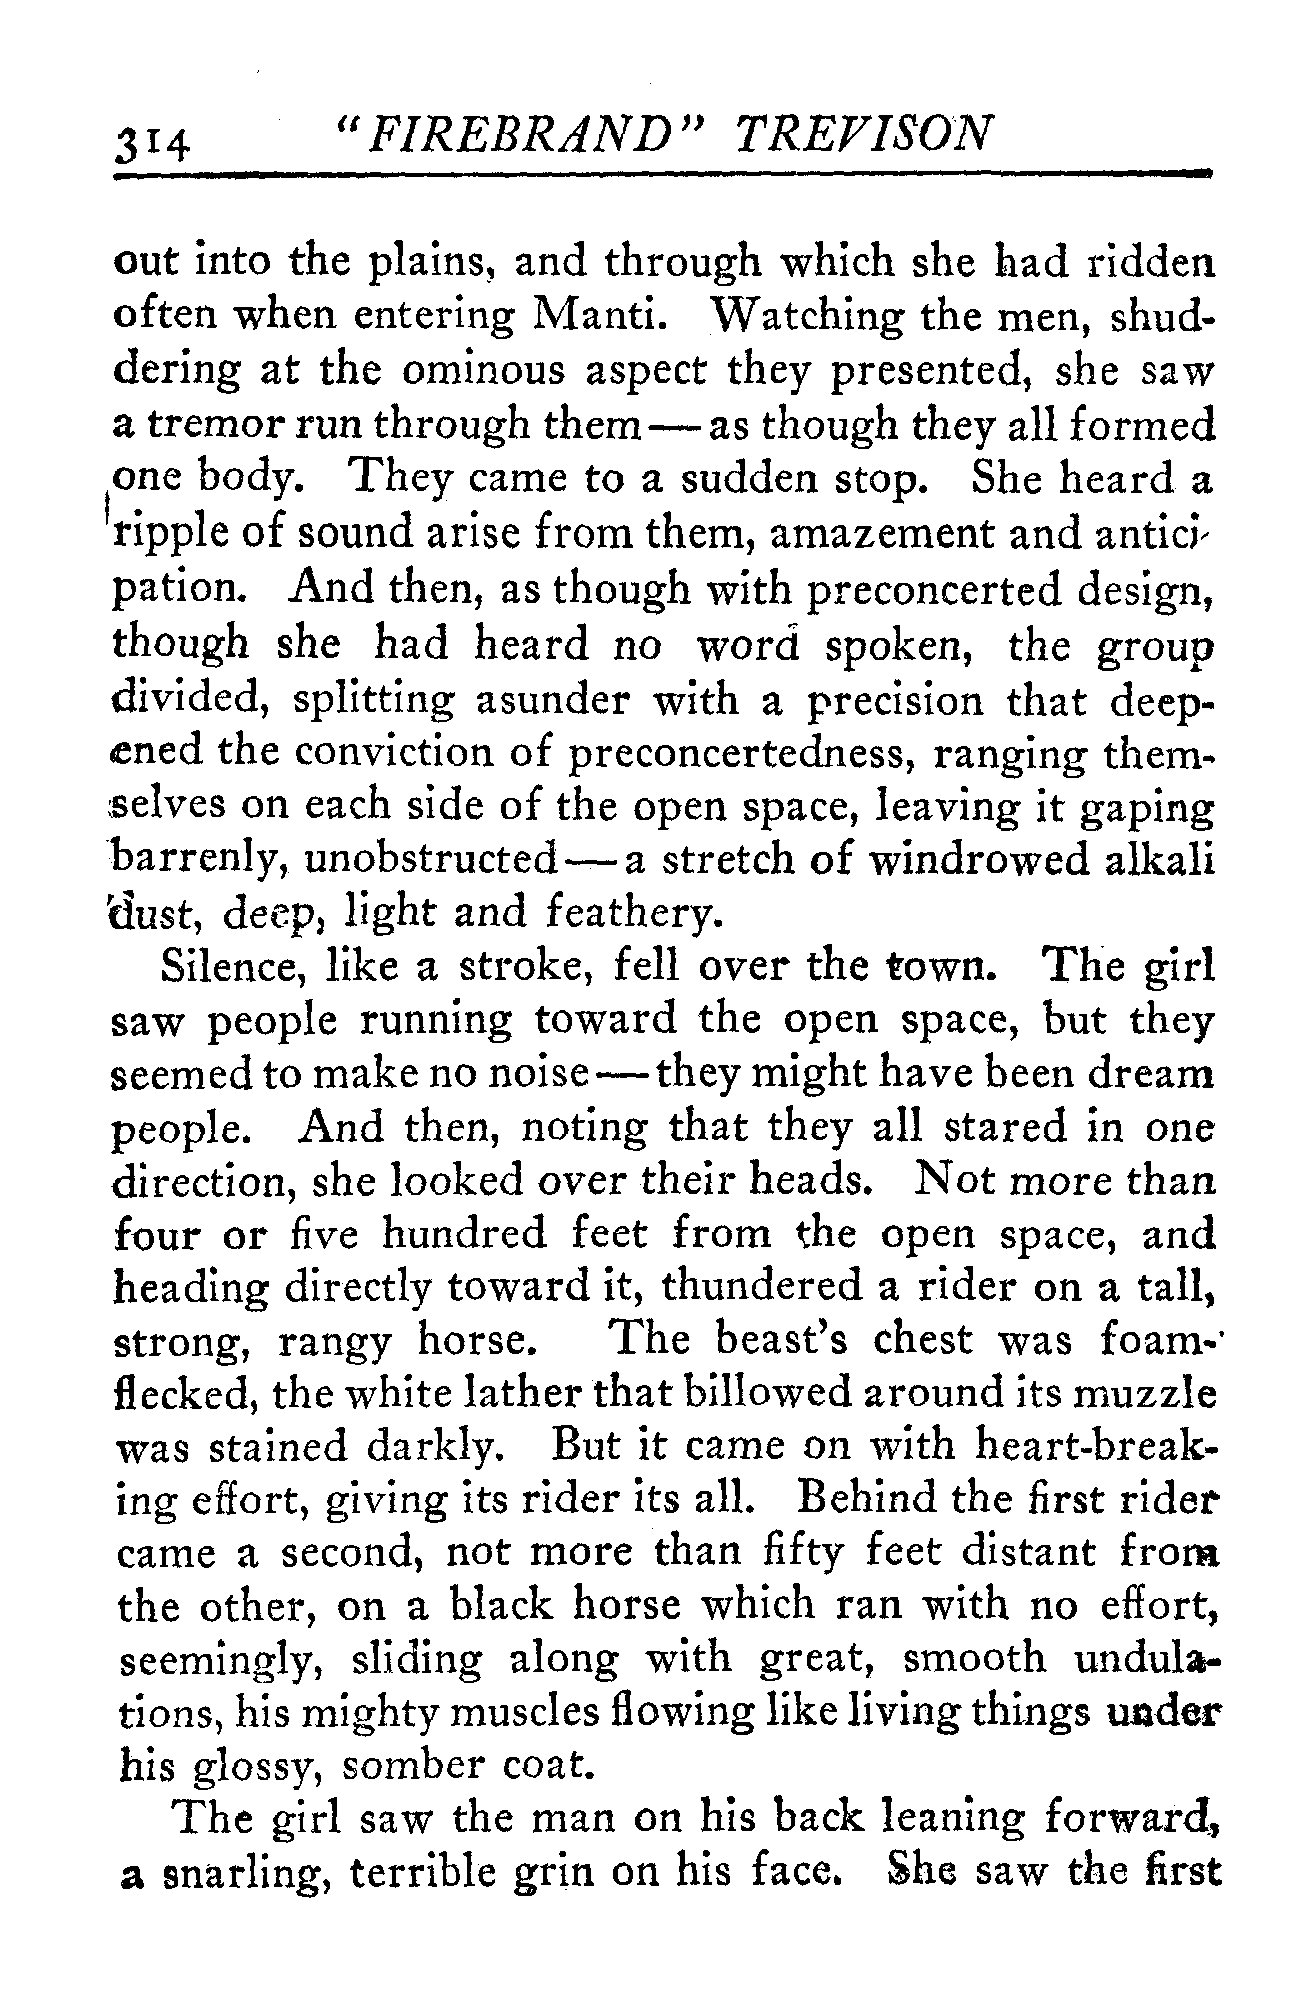 314 "FIREBRAND" TREVISON
out into the plains, and through which she had ridden
often when entering Manti. Watching the men, shud-
dering at the ominous aspect they presented, she saw
a tremor run through them—as though they all formed
one body. They came to a sudden stop. She heard a
ripple of sound arise from them, amazement and antici-
pation. And then, as though with preconcerted design,
though she had heard no word spoken, the group
divided, splitting asunder with a precision that deep-
ened the conviction of preconcertedness, ranging them-
selves on each side of the open space, leaving it gaping
barrenly, unobstructed—a stretch of windrowed alkali
dust, deep, light and feathery.
Silence, like a stroke, fell over the town. The girl
saw people running toward the open space, but they
seemed to make no noise—they might have been dream
people. And then, noting that they all stared in one
direction, she looked over their heads. Not more than
four or five hundred feet from the open space, and
heading directly toward it, thundered a rider on a tall,
strong, rangy horse. The beast's chest was foam-
flecked, the white lather that billowed around its muzzle
was stained darkly. But it came on with heart-break-
ing effort, giving its rider its all. Behind the first rider
came a second, not more than fifty feet distant from
the other, on a black horse which ran with no effort,
seemingly, sliding along with great, smooth undula-
tions, his mighty muscles flowing like living things under
his glossy, somber coat.
The girl saw the man on his back leaning forward,
a snarling, terrible grin on his face. She saw the first